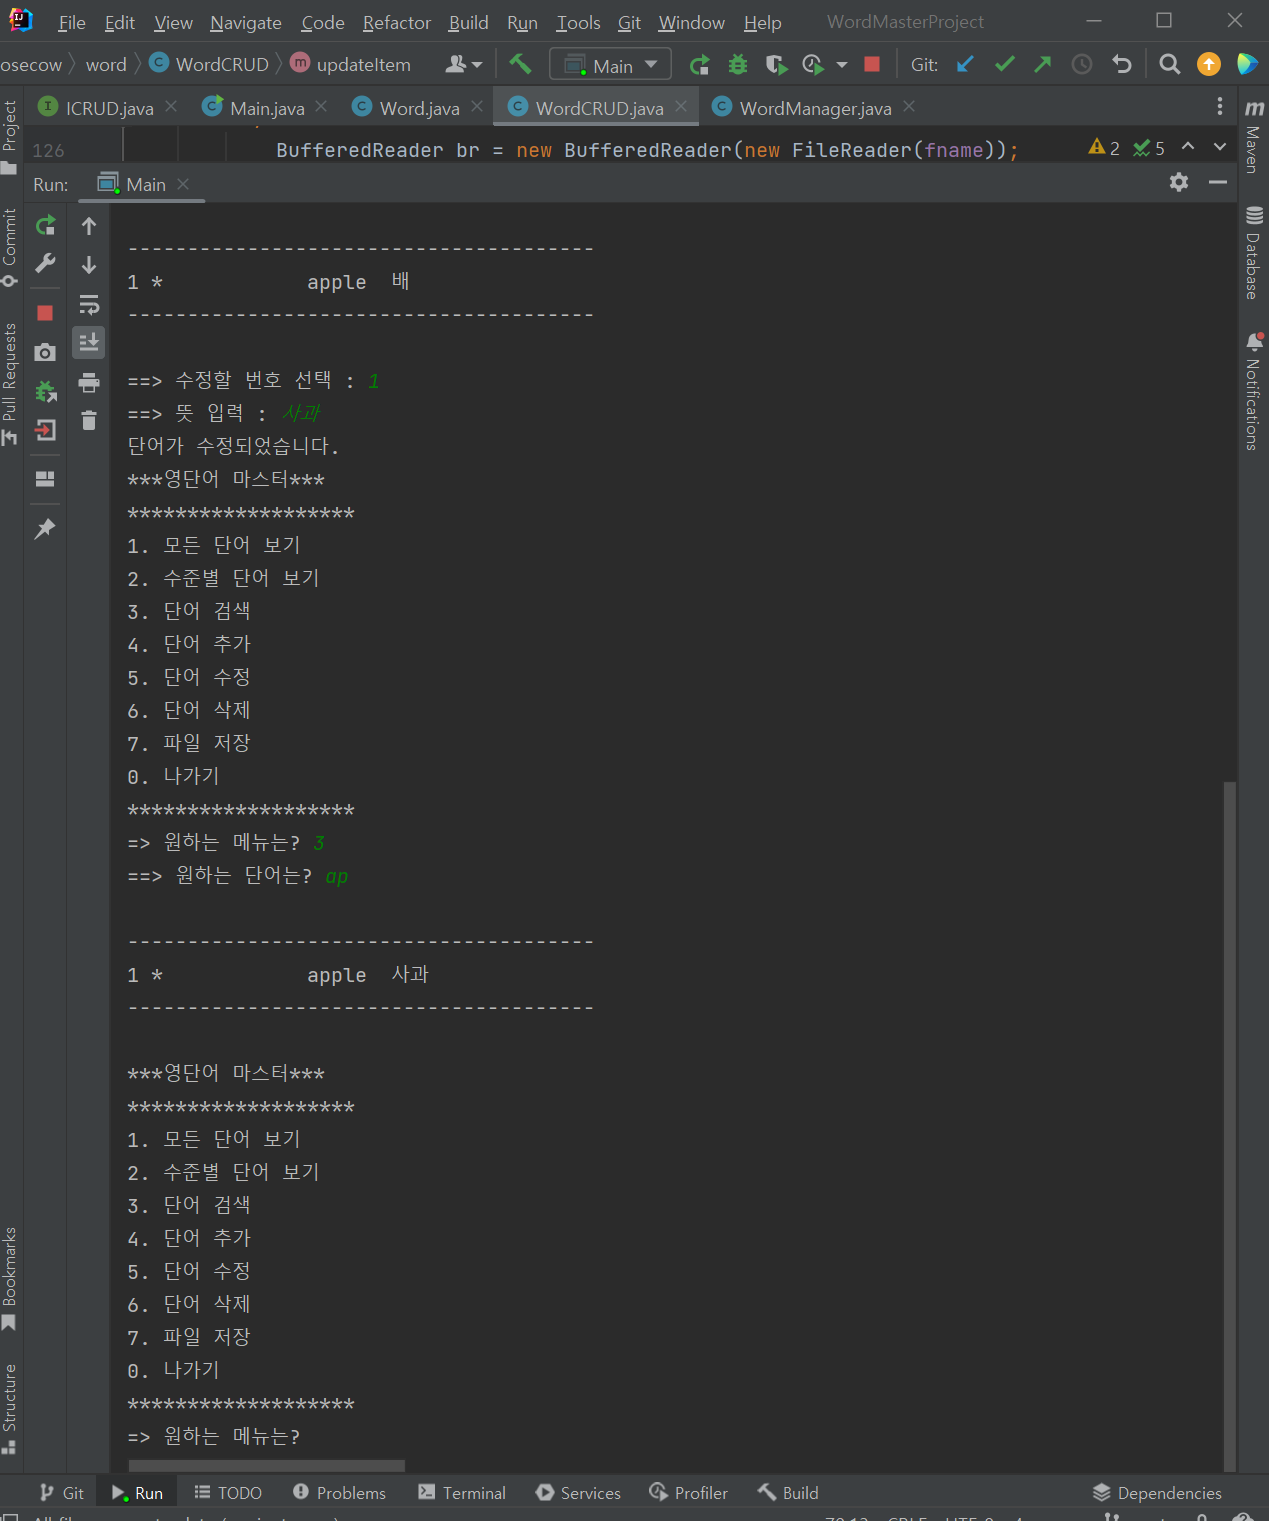 File Edit View Navigate Code Refactor Build Run Tools Git Window Help WordMasterProject
osecow word WordCRUD updateItem Main Git:
ICRUD.java Main.java Word.java WordCRUD.java WordManager.java
126 BufferedReader br = new BufferedReader(new FileReader(fname)); 2 5
Run: Main
----------------------------------------
1 * apple 배
----------------------------------------
==> 수정할 번호 선택 : 1
==> 뜻 입력 : 사과
단어가 수정되었습니다.
***영단어 마스터***
*******************
1. 모든 단어 보기
2. 수준별 단어 보기
3. 단어 검색
4. 단어 추가
5. 단어 수정
6. 단어 삭제
7. 파일 저장
0. 나가기
*******************
=> 원하는 메뉴는? 3
==> 원하는 단어는? ap
----------------------------------------
1 * apple 사과
----------------------------------------
***영단어 마스터***
*******************
1. 모든 단어 보기
2. 수준별 단어 보기
3. 단어 검색
4. 단어 추가
5. 단어 수정
6. 단어 삭제
7. 파일 저장
0. 나가기
*******************
=> 원하는 메뉴는?
Project
Commit
Pull Requests
Bookmarks
Structure
m Maven
Database
Notifications
Git Run TODO Problems Terminal Services Profiler Build Dependencies